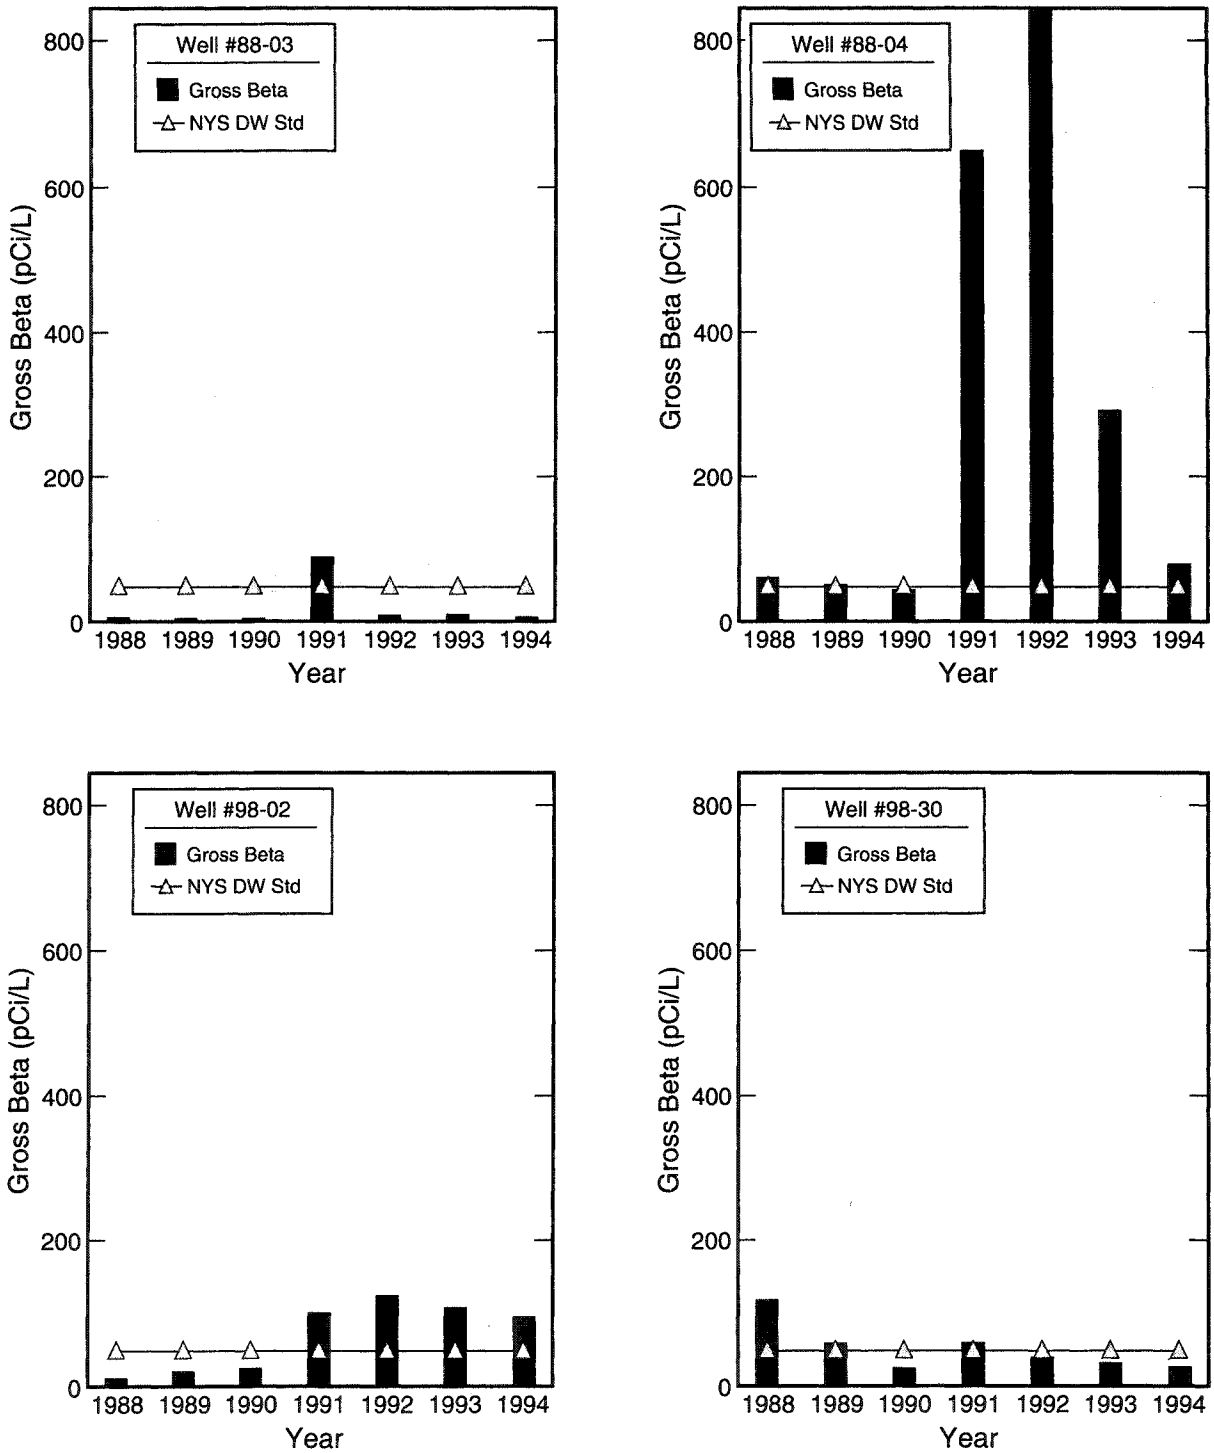 Well #88-03
Gross Beta
NYS DW Std
800
600
400
200
0
Gross Beta (pCi/L)
1988 1989 1990 1991 1992 1993 1994
Year
Well #88-04
Gross Beta
NYS DW Std
800
600
400
200
0
Gross Beta (pCi/L)
1988 1989 1990 1991 1992 1993 1994
Year
Well #98-02
Gross Beta
NYS DW Std
800
600
400
200
0
Gross Beta (pCi/L)
1988 1989 1990 1991 1992 1993 1994
Year
Well #98-30
Gross Beta
NYS DW Std
800
600
400
200
0
Gross Beta (pCi/L)
1988 1989 1990 1991 1992 1993 1994
Year